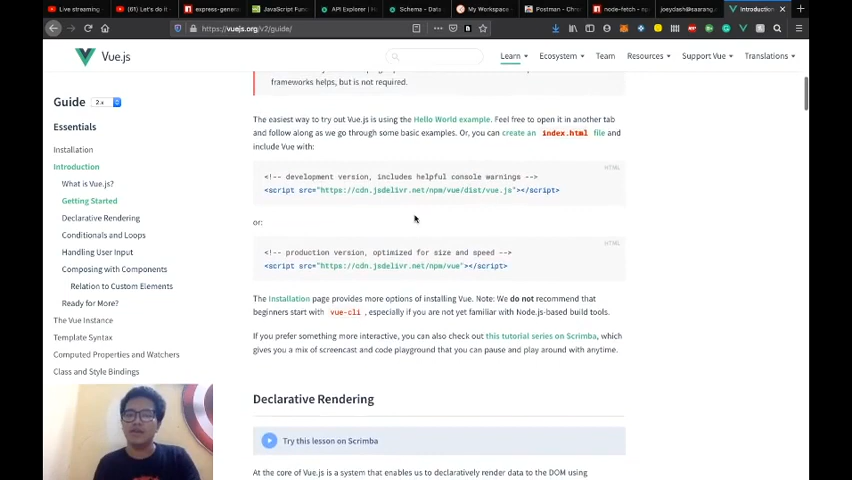 Live streaming
(61) Let's do it
express-gener
JavaScript Func
API Explorer
Schema - Data
My Workspace
Postman - Chro
node-fetch - np
joeydash@saarang
Introduction
https://vuejs.org/v2/guide/
Search
Vue.js
Learn
Ecosystem
Team
Resources
Support Vue
Translations
Guide 2.x
Essentials
Installation
Introduction
What is Vue.js?
Getting Started
Declarative Rendering
Conditionals and Loops
Handling User Input
Composing with Components
Relation to Custom Elements
Ready for More?
The Vue Instance
Template Syntax
Computed Properties and Watchers
Class and Style Bindings
frameworks helps, but is not required.
The easiest way to try out Vue.js is using the Hello World example. Feel free to open it in another tab
and follow along as we go through some basic examples. Or, you can create an index.html file and
include Vue with:
HTML
<!-- development version, includes helpful console warnings -->
<script src="https://cdn.jsdelivr.net/npm/vue/dist/vue.js"></script>
or:
HTML
<!-- production version, optimized for size and speed -->
<script src="https://cdn.jsdelivr.net/npm/vue"></script>
The Installation page provides more options of installing Vue. Note: We do not recommend that
beginners start with vue-cli , especially if you are not yet familiar with Node.js-based build tools.
If you prefer something more interactive, you can also check out this tutorial series on Scrimba, which
gives you a mix of screencast and code playground that you can pause and play around with anytime.
Declarative Rendering
Try this lesson on Scrimba
At the core of Vue.js is a system that enables us to declaratively render data to the DOM using